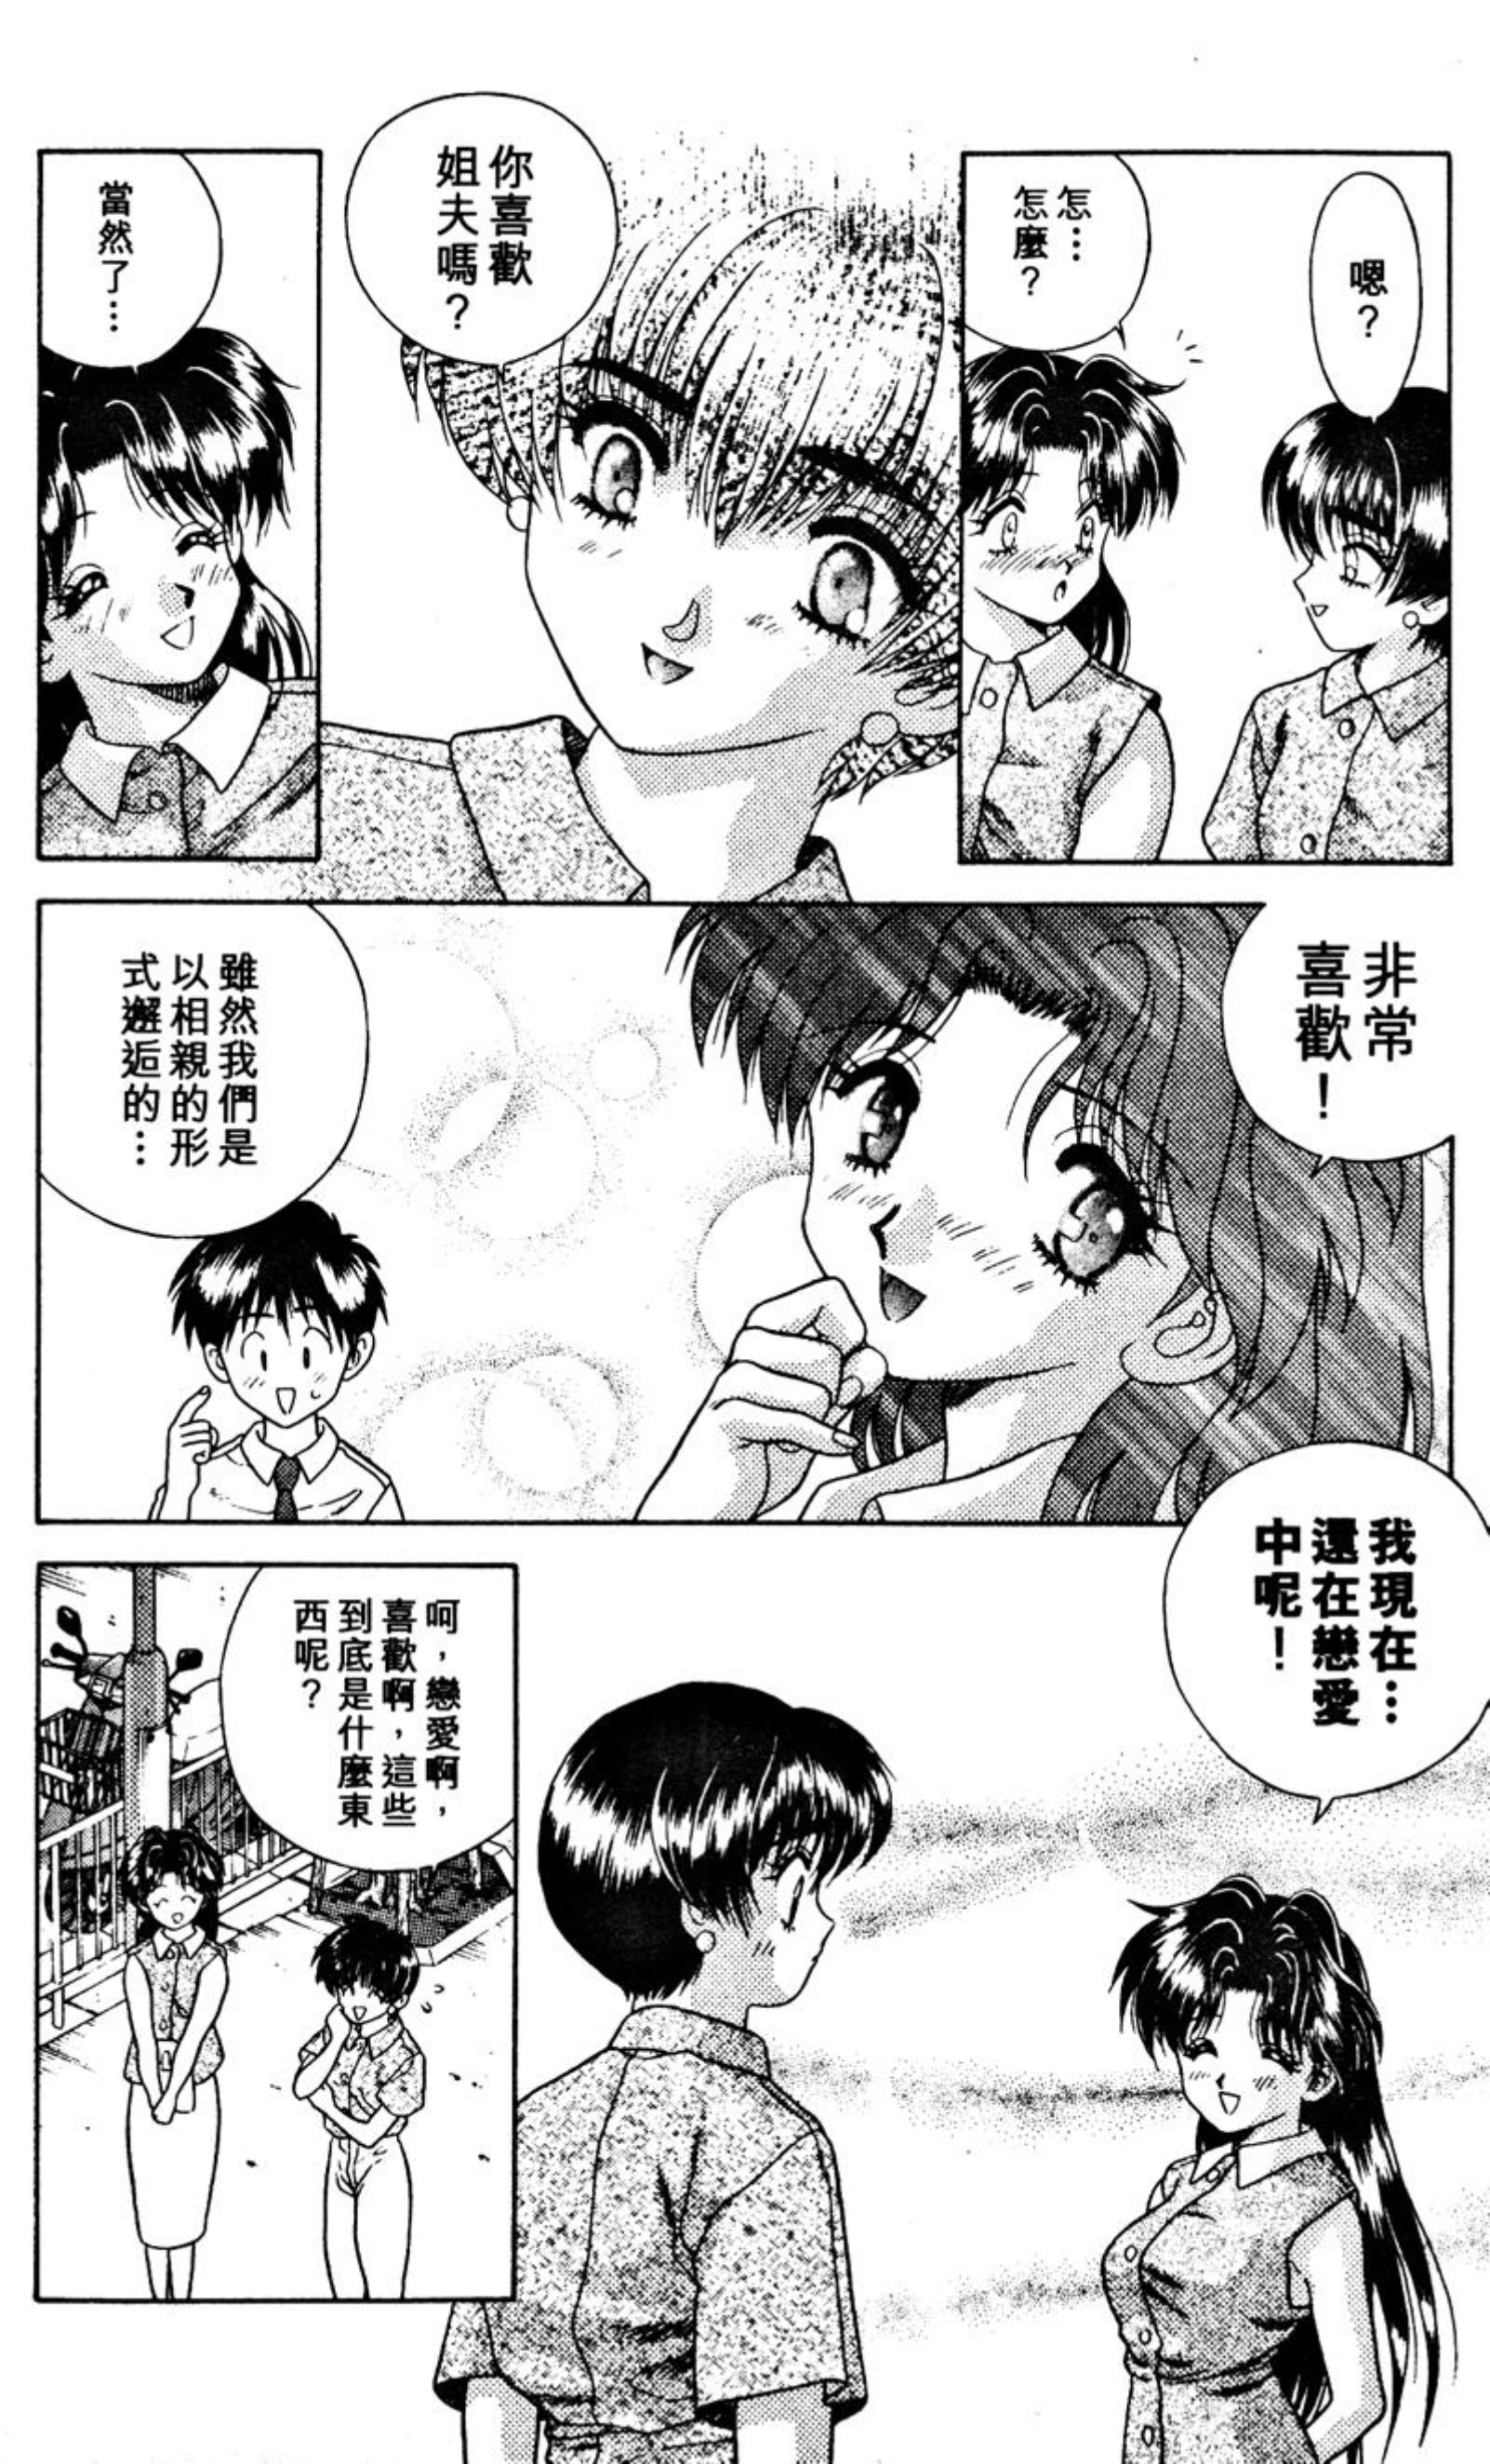 嗯？
怎…
怎麼？
你喜歡
姐夫嗎？
當然了…
非常
喜歡！
雖然我們是
以相親的形
式邂逅的…
我現在…
還在戀愛
中呢！
呵，戀愛啊，
喜歡啊，這些
到底是什麼東
西呢？